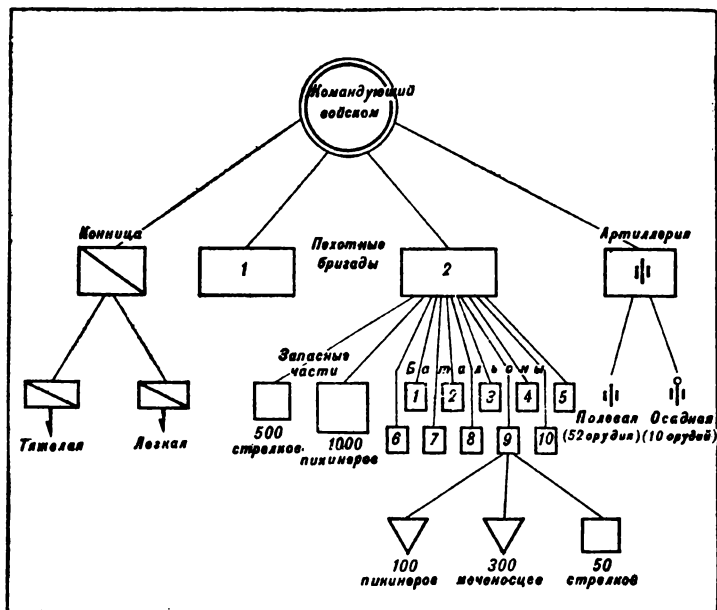 Командующий
войском
Конница
Пехотные
бригады
Артиллерия
1
2
Запасные
части
Батальоны
1
2
3
4
5
6
7
8
9
10
500
стрелков
1000
пикинеров
Тяжелая
Легкая
Полевая
(52 орудия)
Осадная
(10 орудий)
100
пикинеров
300
меченосцев
50
стрелков